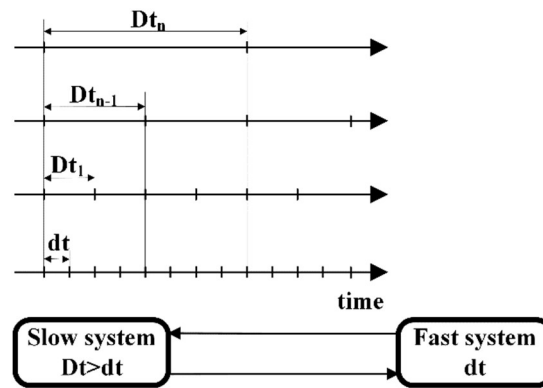 Dtn
Dtn-1
Dt1
dt
time
Slow system
Dt>dt
Fast system
dt